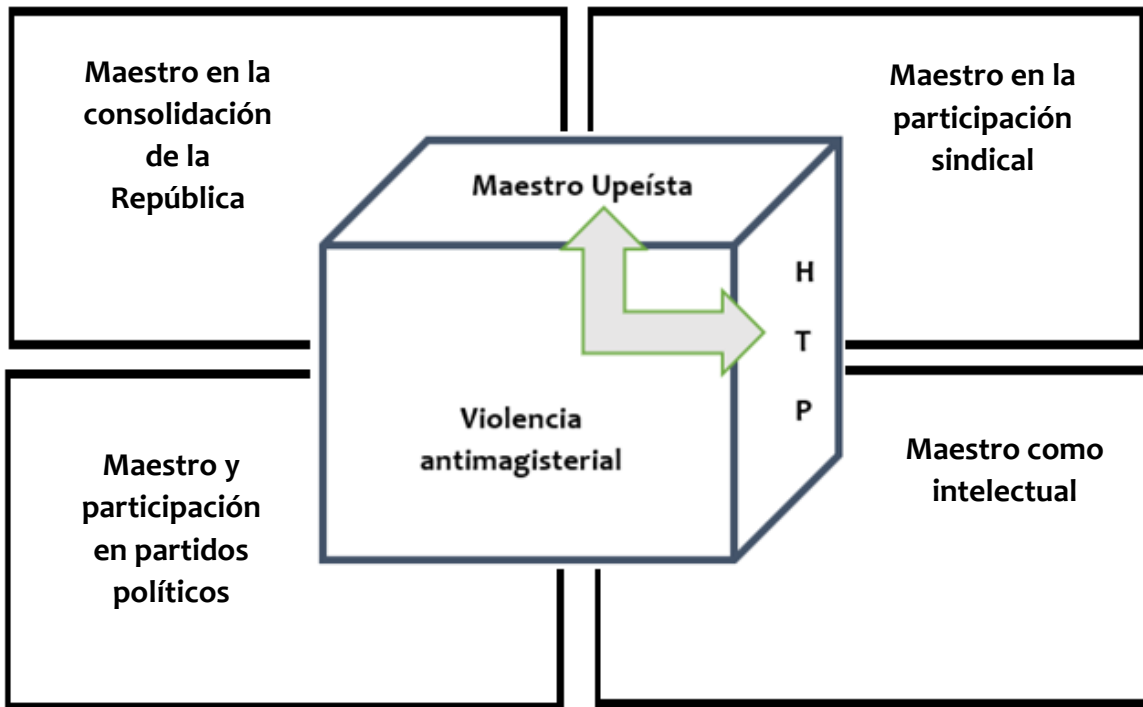 Maestro en la
consolidación
de la
República
Maestro en la
participación
sindical
Maestro Upeísta
H
T
P
Violencia
antimagisterial
Maestro y
participación
en partidos
políticos
Maestro como
intelectual